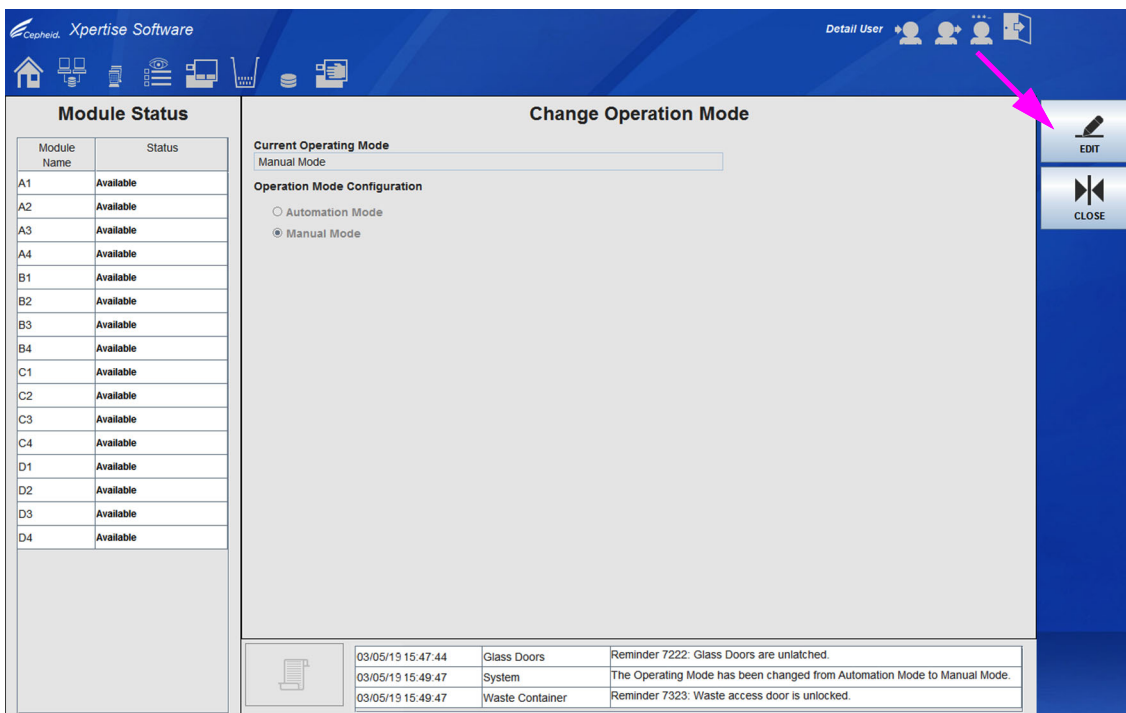 Cepheid. Xpertise Software
Detail User
Module Status
Module Name Status
A1 Available
A2 Available
A3 Available
A4 Available
B1 Available
B2 Available
B3 Available
B4 Available
C1 Available
C2 Available
C3 Available
C4 Available
D1 Available
D2 Available
D3 Available
D4 Available
Change Operation Mode
Current Operating Mode
Manual Mode
Operation Mode Configuration
Automation Mode
Manual Mode
EDIT
CLOSE
03/05/19 15:47:44 Glass Doors Reminder 7222: Glass Doors are unlatched.
03/05/19 15:49:47 System The Operating Mode has been changed from Automation Mode to Manual Mode.
03/05/19 15:49:47 Waste Container Reminder 7323: Waste access door is unlocked.